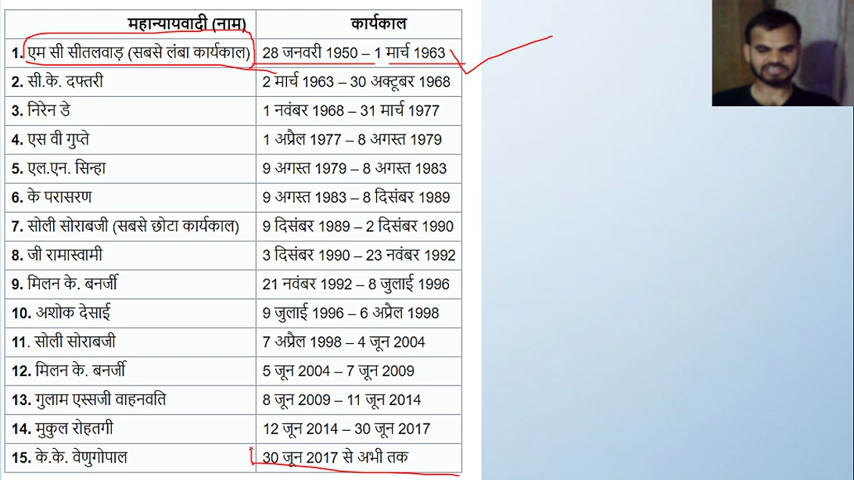 महान्यायवादी (नाम) कार्यकाल
1. एम सी सीतलवाड़ (सबसे लंबा कार्यकाल) 28 जनवरी 1950 – 1 मार्च 1963
2. सी.के. दफ्तरी 2 मार्च 1963 – 30 अक्टूबर 1968
3. निरेन डे 1 नवंबर 1968 – 31 मार्च 1977
4. एस वी गुप्ते 1 अप्रैल 1977 – 8 अगस्त 1979
5. एल.एन. सिन्हा 9 अगस्त 1979 – 8 अगस्त 1983
6. के परासरण 9 अगस्त 1983 – 8 दिसंबर 1989
7. सोली सोराबजी (सबसे छोटा कार्यकाल) 9 दिसंबर 1989 – 2 दिसंबर 1990
8. जी रामास्वामी 3 दिसंबर 1990 – 23 नवंबर 1992
9. मिलन के. बनर्जी 21 नवंबर 1992 – 8 जुलाई 1996
10. अशोक देसाई 9 जुलाई 1996 – 6 अप्रैल 1998
11. सोली सोराबजी 7 अप्रैल 1998 – 4 जून 2004
12. मिलन के. बनर्जी 5 जून 2004 – 7 जून 2009
13. गुलाम एस्सजी वाहनवति 8 जून 2009 – 11 जून 2014
14. मुकुल रोहतगी 12 जून 2014 – 30 जून 2017
15. के.के. वेणुगोपाल 30 जून 2017 से अभी तक